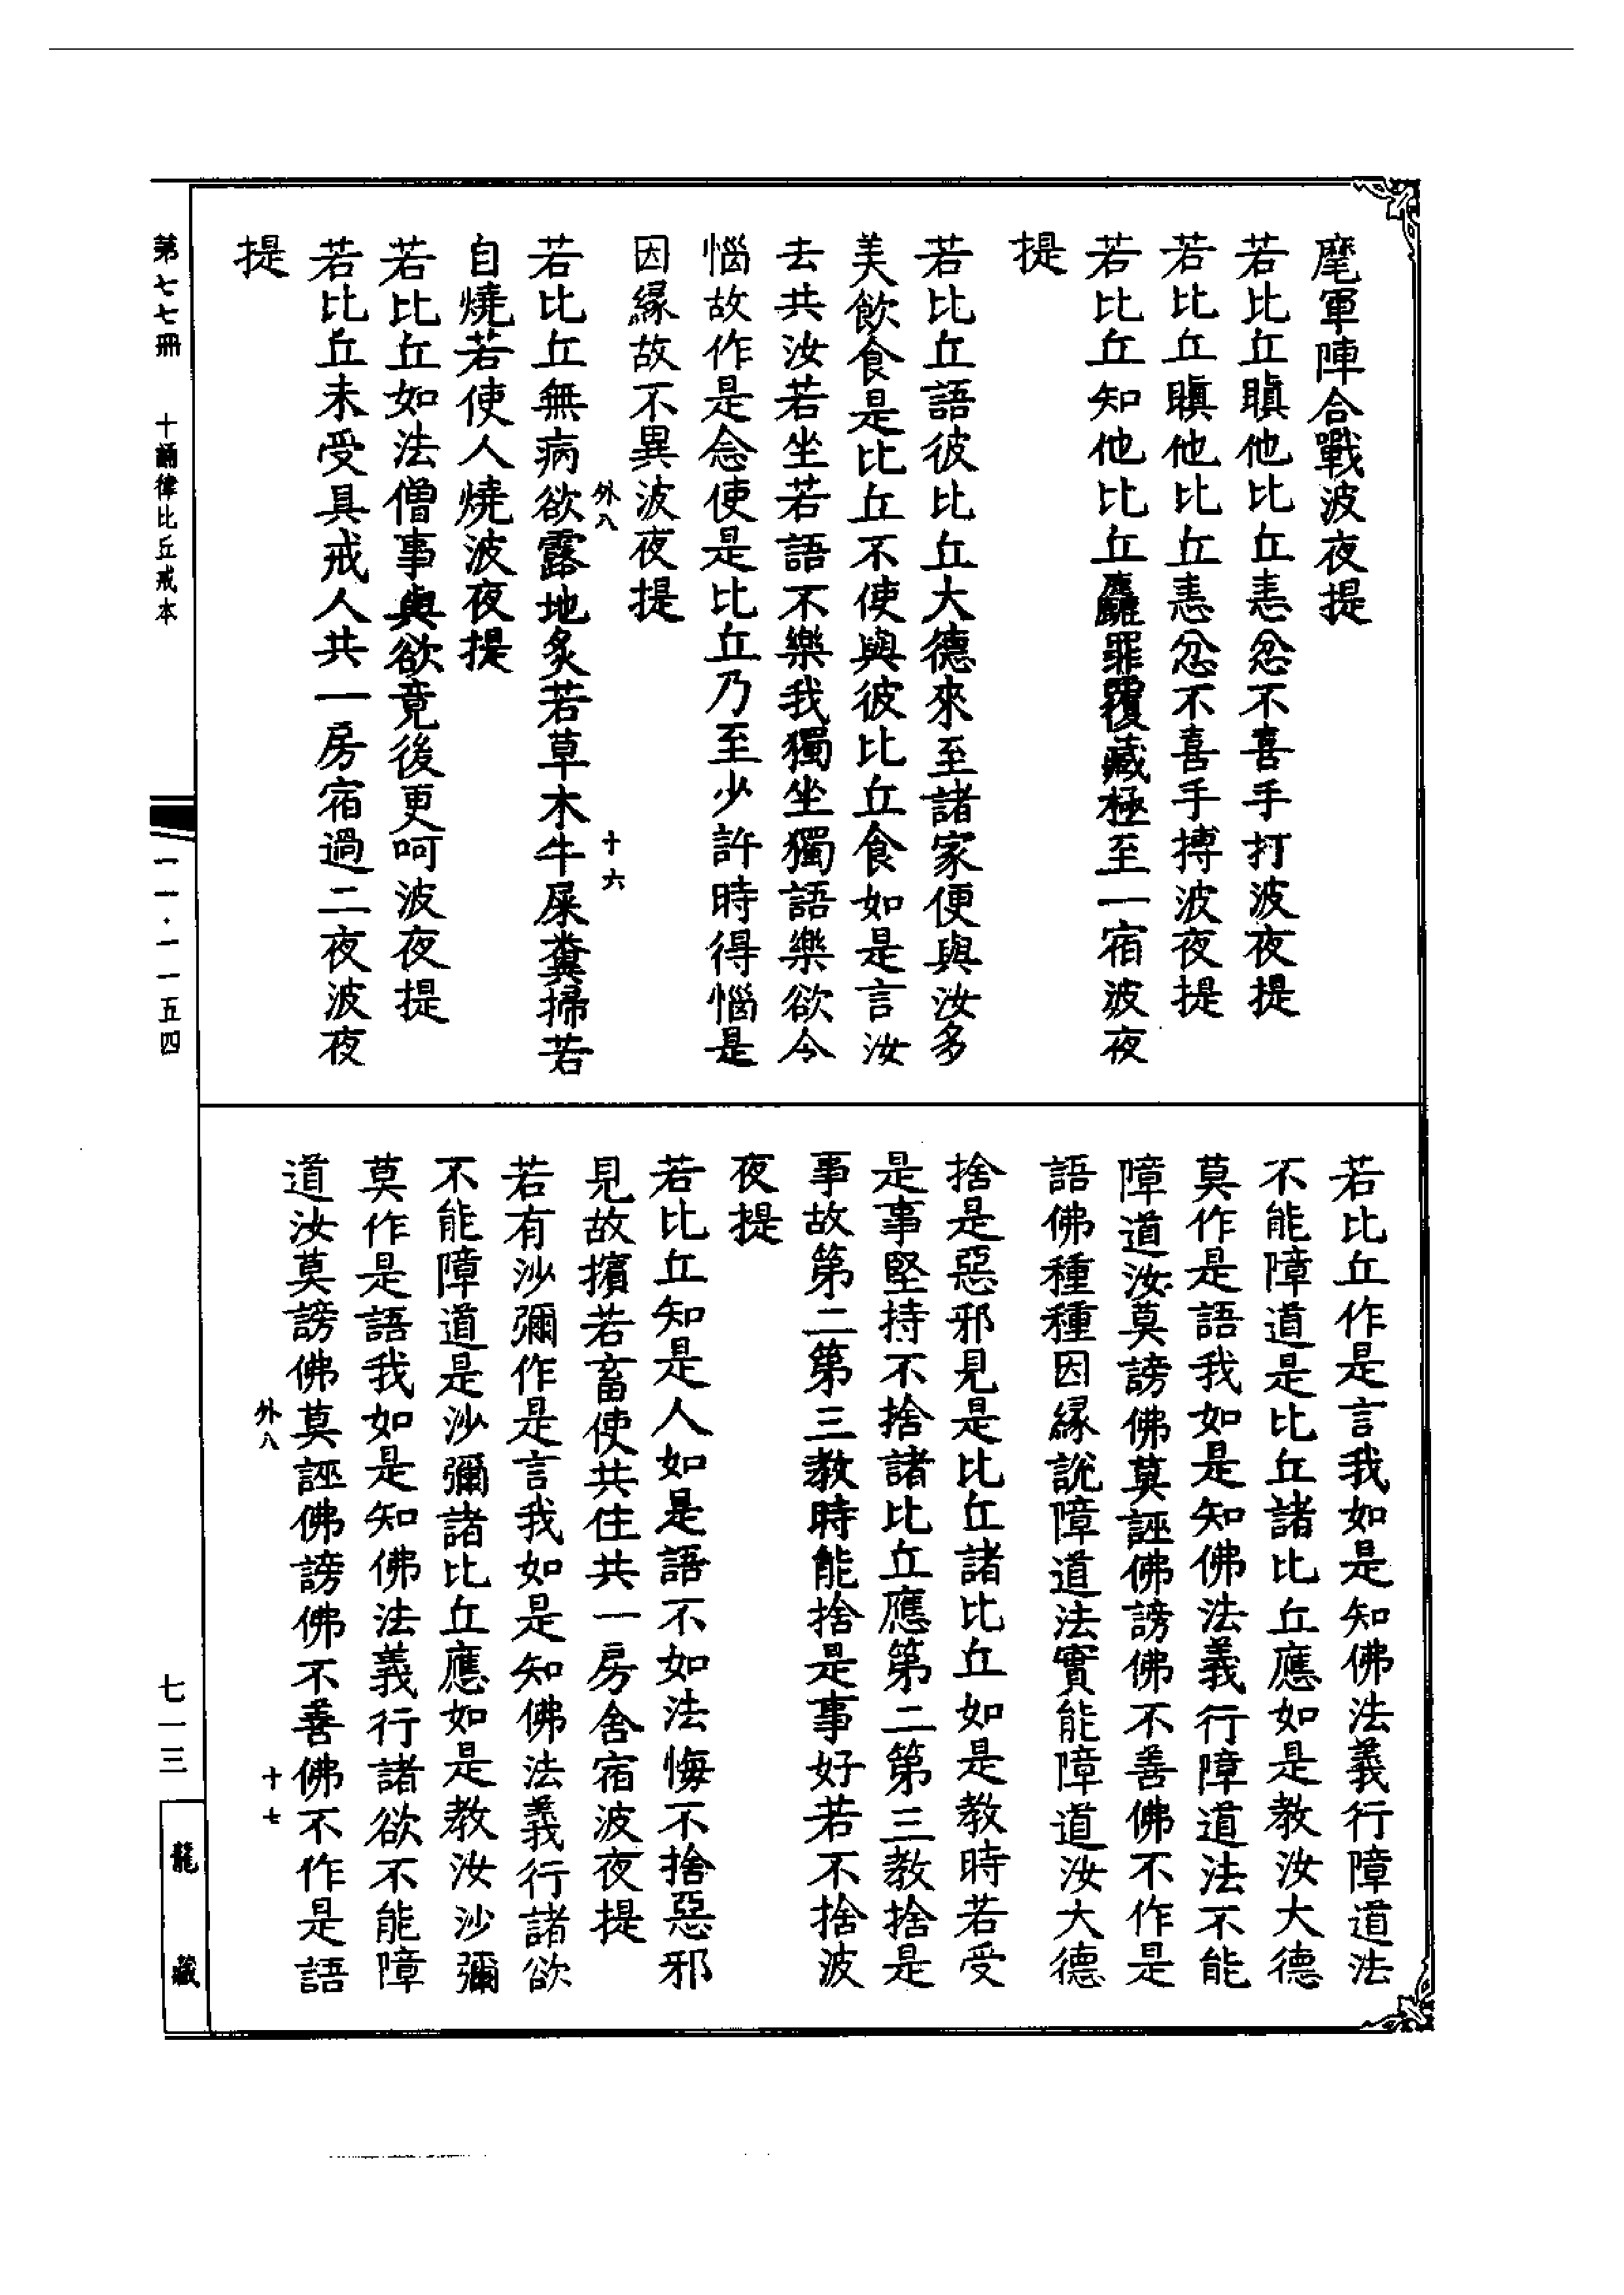 麾軍陣合戰波夜提
若比丘瞋他比丘恚忿不喜手打波夜提
若比丘瞋他比丘恚忿不喜手搏波夜提
若比丘知他比丘麤罪覆藏極至一宿波夜
提
若比丘語彼比丘大德來至諸家便與汝多
美飲食是比丘不使與彼比丘食如是言汝
去共汝若坐若語不樂我獨坐獨語樂欲令
惱故作是念使是比丘乃至少許時得惱是
因緣故不異波夜提
外八
十六
若比丘無病欲露地炙若草木牛屎糞掃若
自燒若使人燒波夜提
若比丘如法僧事與欲竟後更呵波夜提
若比丘未受具戒人共一房宿過二夜波夜
提
若比丘作是言我如是知佛法義行障道法
不能障道是比丘諸比丘應如是教汝大德
莫作是語我如是知佛法義行障道法不能
障道汝莫謗佛莫誣佛謗佛不善佛不作是
語佛種種因緣說障道法實能障道汝大德
捨是惡邪見是比丘諸比丘如是教時若受
是事堅持不捨諸比丘應第二第三教捨是
事故第二第三教時能捨是事好若不捨波
夜提
若比丘知是人如是語不如法悔不捨惡邪
見故擯若畜使共住共一房舍宿波夜提
若有沙彌作是言我如是知佛法義行諸欲
不能障道是沙彌諸比丘應如是教汝沙彌
莫作是語我如是知佛法義行諸欲不能障
道汝莫謗佛莫誣佛謗佛不善佛不作是語
外八
十七
第七七冊
十誦律比丘戒本
一一·一一五四
七一三
龍藏